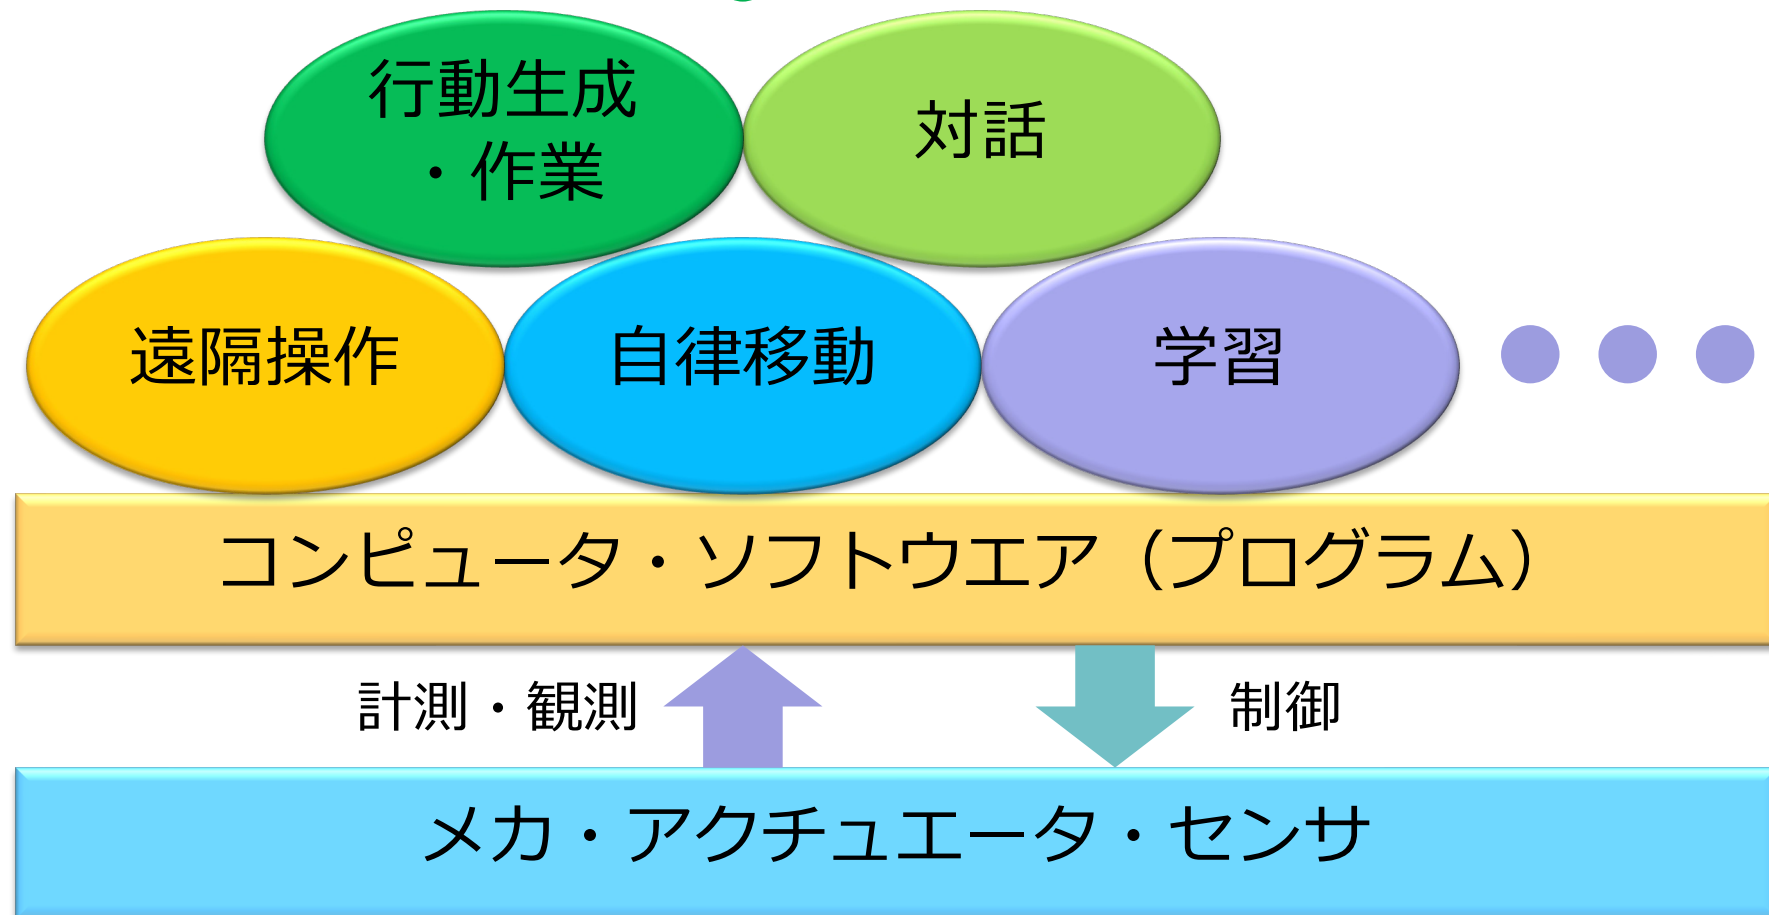 行動生成
・作業
対話
遠隔操作
自律移動
学習
コンピュータ・ソフトウエア（プログラム）
計測・観測
制御
メカ・アクチュエータ・センサ